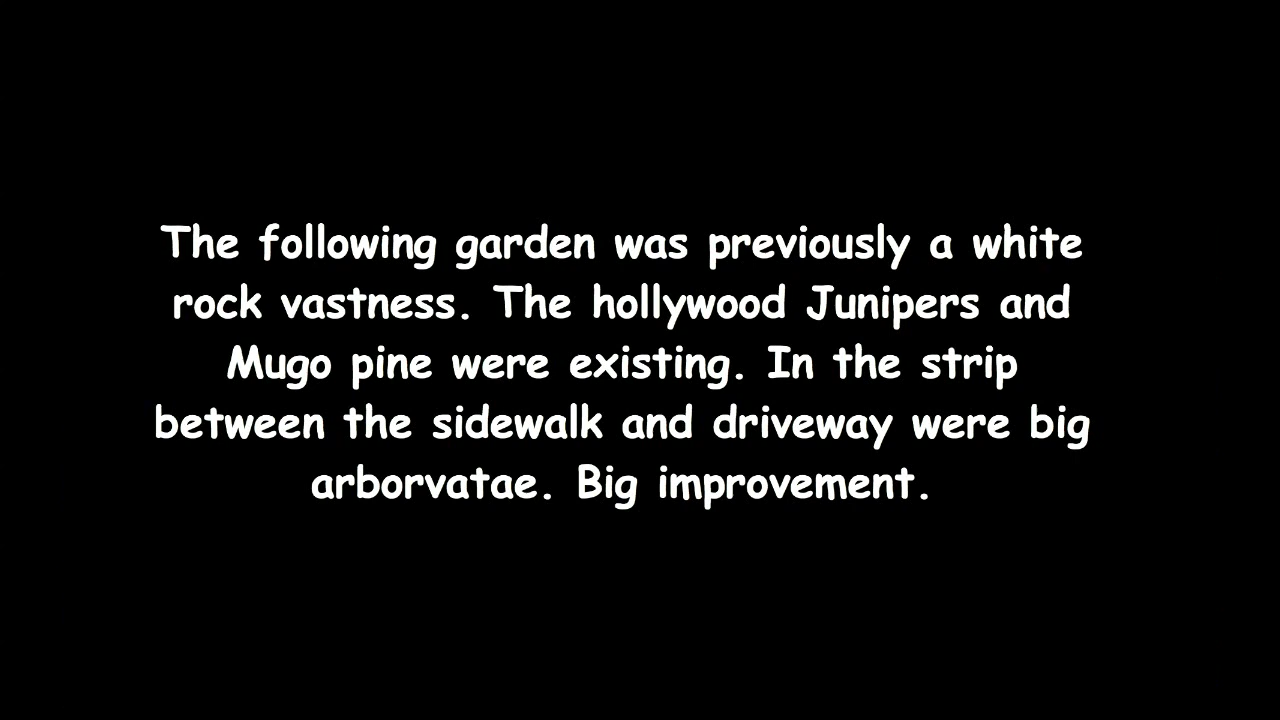 The following garden was previously a white
rock vastness. The hollywood Junipers and
Mugo pine were existing. In the strip
between the sidewalk and driveway were big
arborvatae. Big improvement.